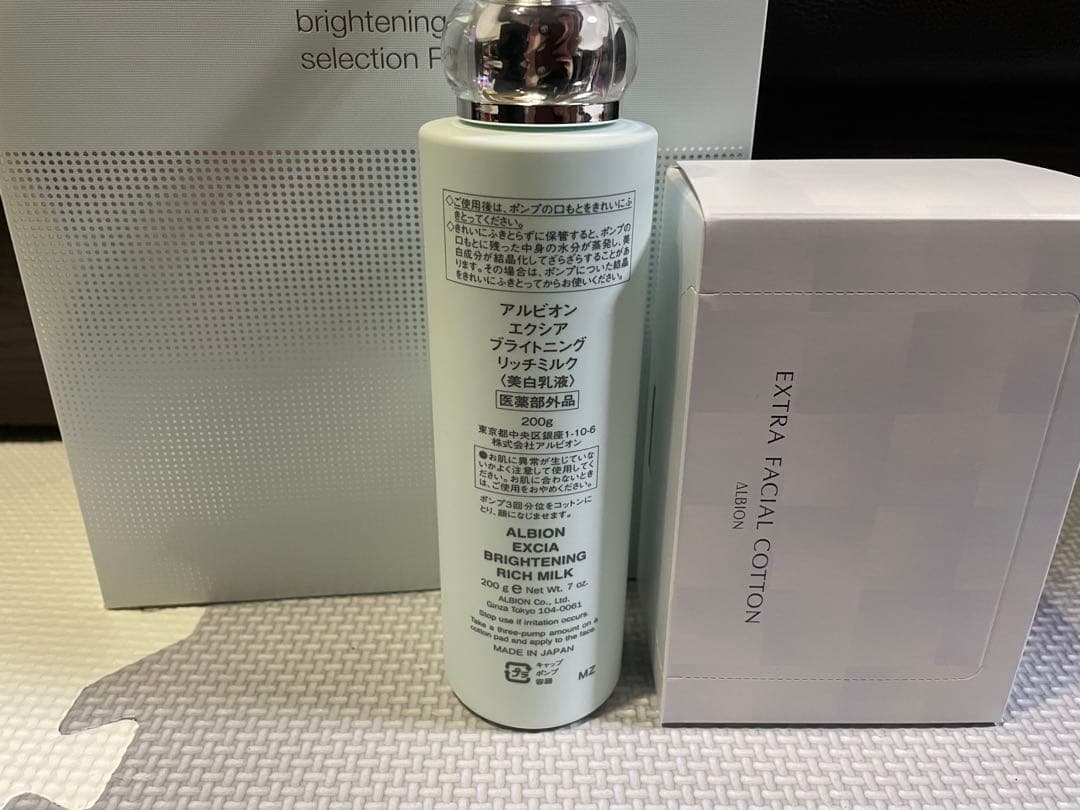 brightening
selection F
◇ご使用後は、ポンプの口もとをきれいにふ
きとってください。
◇きれいにふきとらずに保管すると、ポンプの
口もとに残った中身の水分が蒸発し、美
白成分が結晶化してざらざらすることがあ
ります。その場合は、ポンプについた結晶
をきれいにふきとってからお使いください。
アルビオン
エクシア
ブライトニング
リッチミルク
〈美白乳液〉
医薬部外品
200g
東京都中央区銀座1-10-6
株式会社アルビオン
●お肌に異常が生じていな
いかよく注意して使用してく
ださい。お肌に合わないとき
は、ご使用をおやめください。
ポンプ3回分位をコットンに
とり、顔になじませます。
ALBION
EXCIA
BRIGHTENING
RICH MILK
200 g e Net Wt. 7 oz.
ALBION Co., Ltd.
Ginza Tokyo 104-0061
Stop use if irritation occurs.
Take a three-pump amount on a
cotton pad and apply to the face.
MADE IN JAPAN
プラ
キャップ
ポンプ
容器
MZ
EXTRA FACIAL COTTON
ALBION